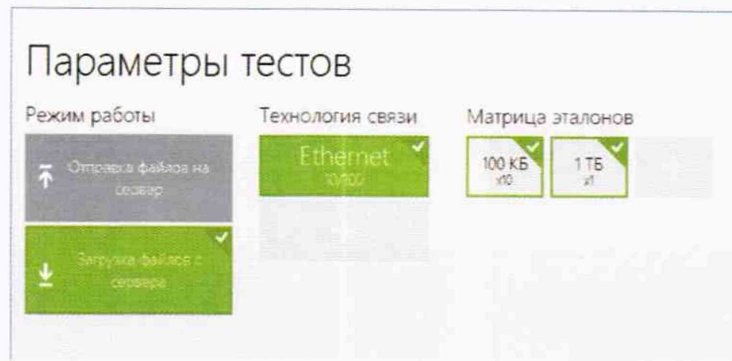 Параметры тестов
Режим работы
Технология связи
Матрица эталонов
Отправка файлов на
сервер
Загрузка файлов с
сервера
Ethernet
10/100
100 КБ
x10
1 ТБ
x1